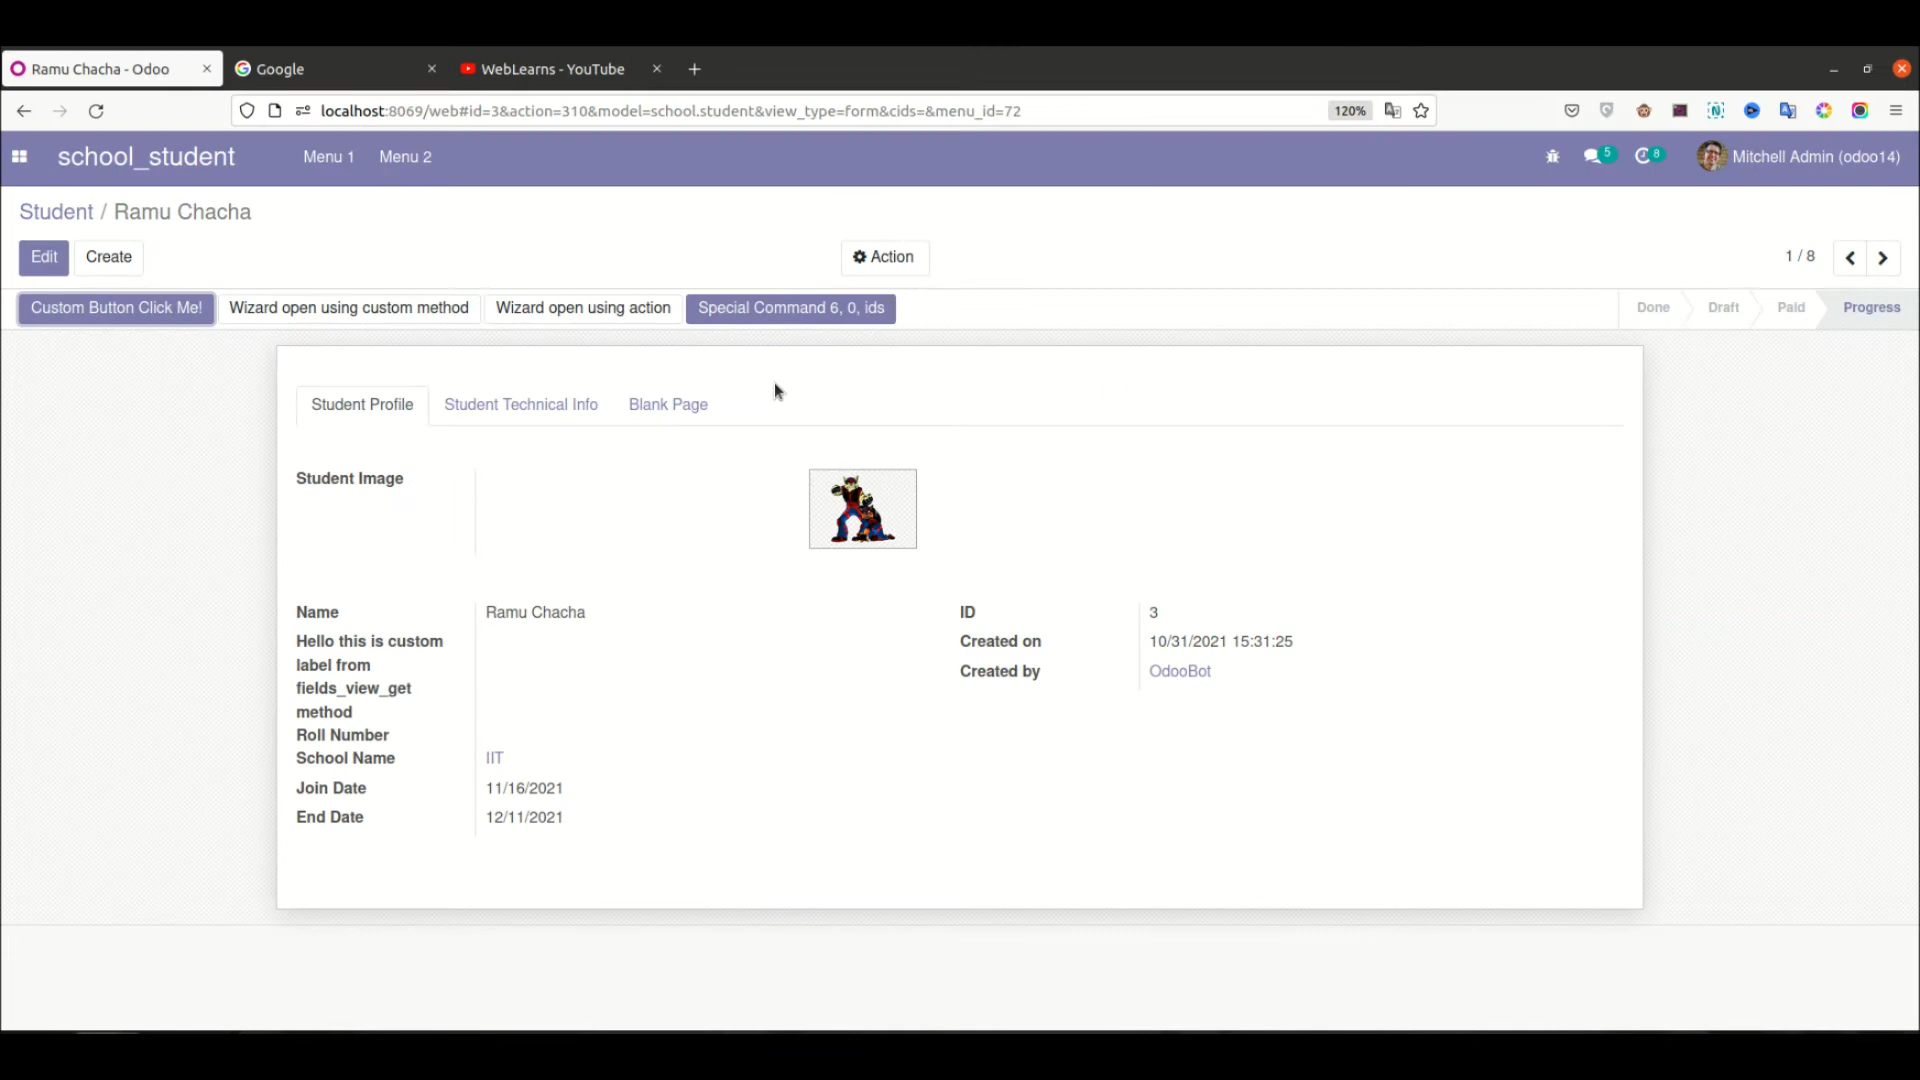 Ramu Chacha - Odoo
Google
WebLearns - YouTube
localhost:8069/web#id=3&action=310&model=school.student&view_type=form&cids=&menu_id=72
120%
school_student Menu 1 Menu 2
5 8 Mitchell Admin (odoo14)
Student / Ramu Chacha
Edit Create Action 1 / 8
Custom Button Click Me! Wizard open using custom method Wizard open using action Special Command 6, 0, ids Done Draft Paid Progress
Student Profile Student Technical Info Blank Page
Student Image
Name Ramu Chacha
Hello this is custom
label from
fields_view_get
method
Roll Number
School Name IIT
Join Date 11/16/2021
End Date 12/11/2021
ID 3
Created on 10/31/2021 15:31:25
Created by OdooBot